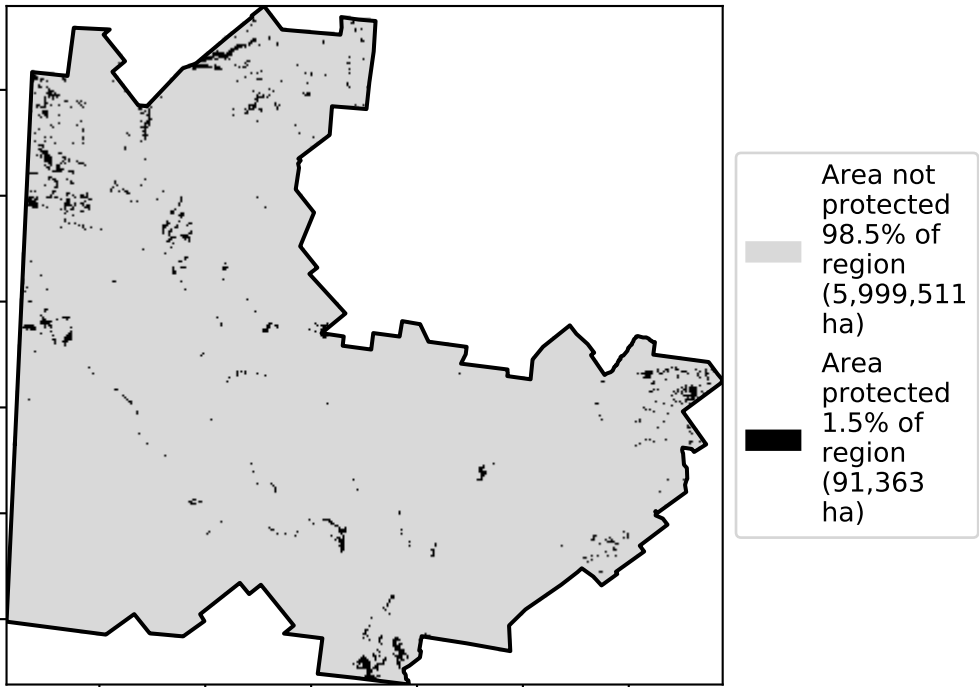 Area not
protected
98.5% of
region
(5,999,511
ha)
Area
protected
1.5% of
region
(91,363
ha)